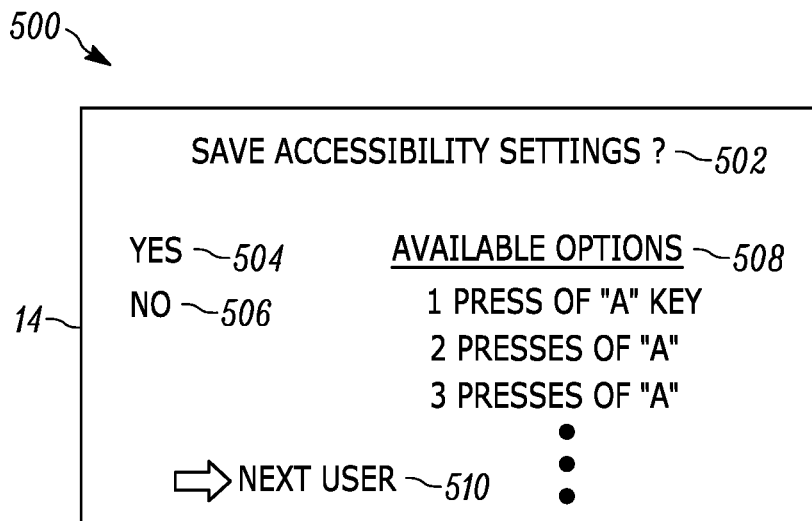 500
SAVE ACCESSIBILITY SETTINGS ? 502
YES 504
AVAILABLE OPTIONS 508
NO 506
1 PRESS OF "A" KEY
14
2 PRESSES OF "A"
3 PRESSES OF "A"
NEXT USER 510